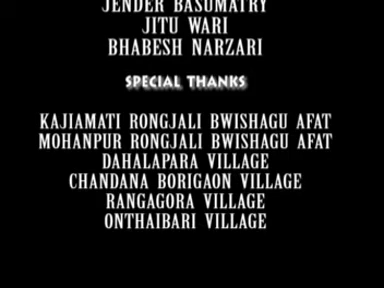 JENDER BASUMATRY
JITU WARI
BHABESH NARZARI
SPECIAL THANKS
KAJIAMATI RONGJALI BWISHAGU AFAT
MOHANPUR RONGJALI BWISHAGU AFAT
DAHALAPARA VILLAGE
CHANDANA BORIGAON VILLAGE
RANGAGORA VILLAGE
ONTHAIBARI VILLAGE